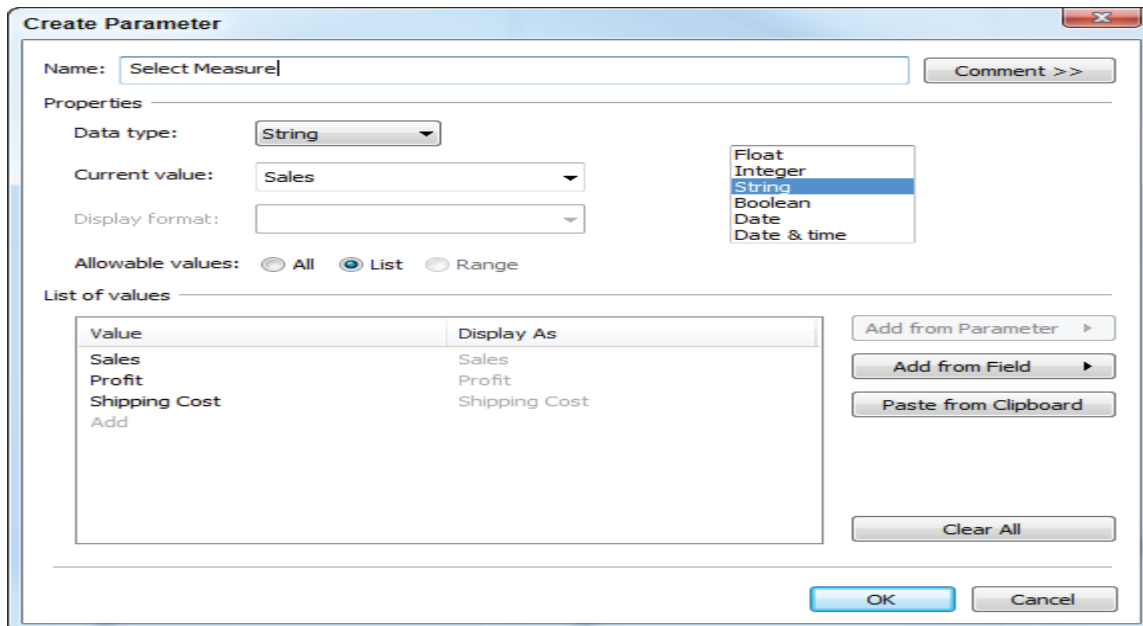 Create Parameter
Name: Select Measure Comment >>
Properties
Data type: String
Current value: Sales
Display format:
Float
Integer
String
Boolean
Date
Date & time
Allowable values: All List Range
List of values
Value Display As
Sales Sales
Profit Profit
Shipping Cost Shipping Cost
Add
Add from Parameter
Add from Field
Paste from Clipboard
Clear All
OK Cancel